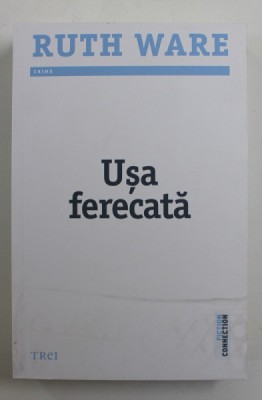 RUTH WARE
CRIME
Ușa
ferecată
FICTION
CONNECTION
TREI